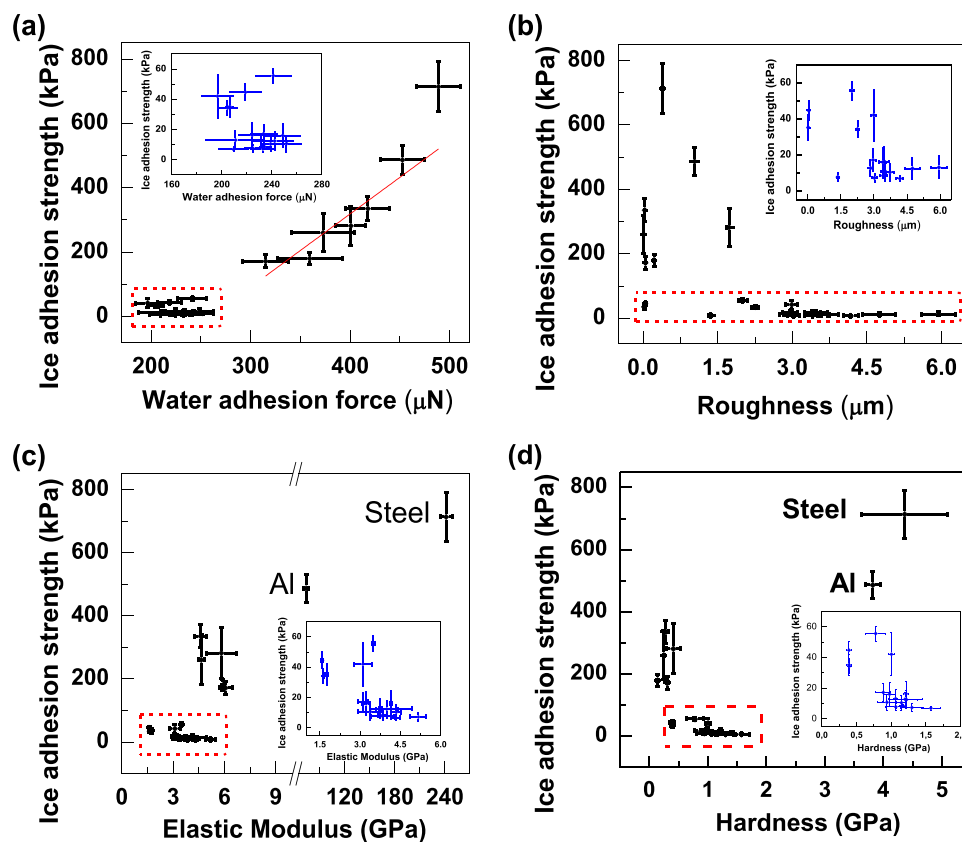 (a)
Ice adhesion strength (kPa)
800
600
400
200
0
200
300
400
500
Water adhesion force (μN)
Ice adhesion strength (kPa)
60
40
20
0
160
200
240
280
Water adhesion force (μN)
(b)
Ice adhesion strength (kPa)
800
600
400
200
0
0.0
1.5
3.0
4.5
6.0
Roughness (μm)
Ice adhesion strength (kPa)
60
50
40
30
20
10
0
0.0
1.5
3.0
4.5
6.0
Roughness (μm)
(c)
Ice adhesion strength (kPa)
800
600
400
200
0
Steel
Al
0 3 6 9 120 150 180 210 240
Elastic Modulus (GPa)
Ice adhesion strength (kPa)
60
40
20
0
1.5
3.0
4.5
6.0
Elastic Modulus (GPa)
(d)
Ice adhesion strength (kPa)
800
600
400
200
0
Steel
Al
0 1 2 3 4 5
Hardness (GPa)
Ice adhesion strength (kPa)
60
40
20
0
0,0
0,5
1,0
1,5
2,
Hardness (GPa)